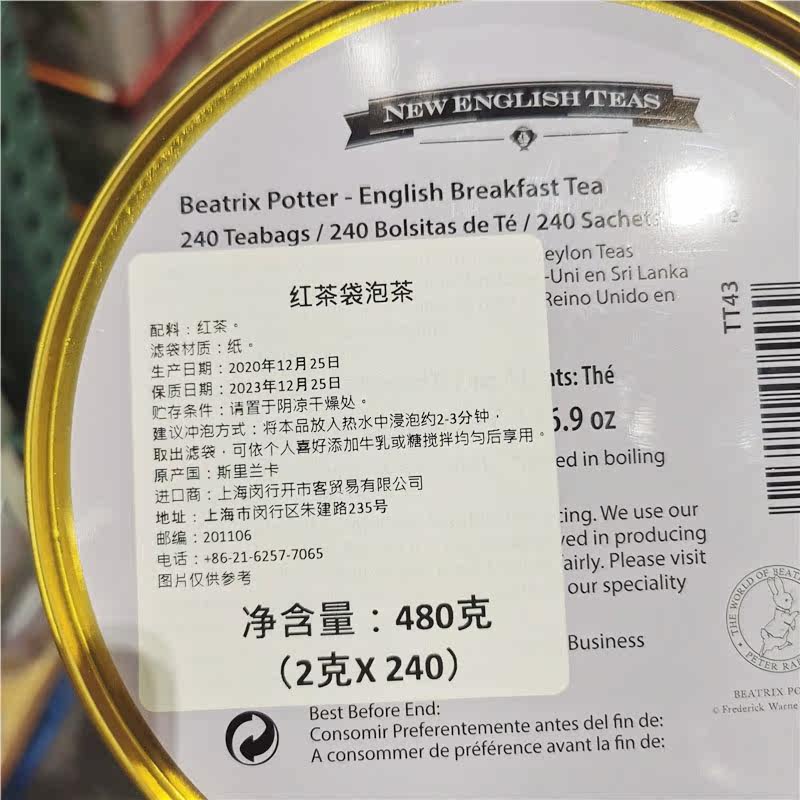 NEW ENGLISH TEAS
Beatrix Potter - English Breakfast Tea
240 Teabags / 240 Bolsitas de Té / 240 Sachets
Teas
-Uni en Sri Lanka
Reino Unido en
TT43
红茶袋泡茶
配料：红茶。
滤袋材质：纸。
生产日期：2020年12月25日
保质日期：2023年12月25日
贮存条件：请置于阴凉干燥处。
建议冲泡方式：将本品放入热水中浸泡约2-3分钟，
取出滤袋，可依个人喜好添加牛乳或糖搅拌均匀后享用。
原产国：斯里兰卡
进口商：上海闵行开市客贸易有限公司
地址：上海市闵行区朱建路235号
邮编：201106
电话：+86-21-6257-7065
图片仅供参考
净含量：480克
（2克X 240）
: Thé
6.9 oz
in boiling
We use our
in producing
Please visit
our speciality
Business
THE WORLD OF
PETER
BEATRIX
© Frederick Warne
Best Before End:
Consomir Preferentemente antes del fin de:
A consommer de préférence avant la fin de: